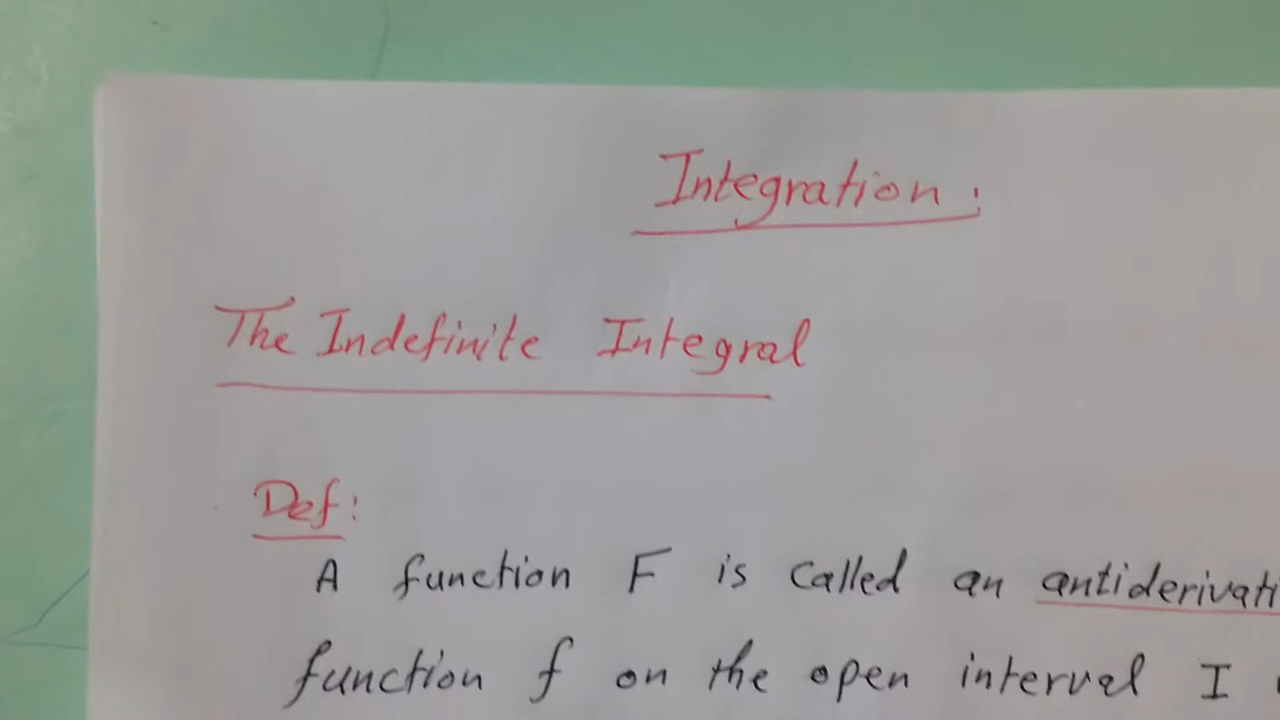 Integration:
The Indefinite Integral
Def:
A function F is called an
function f on the open interval I